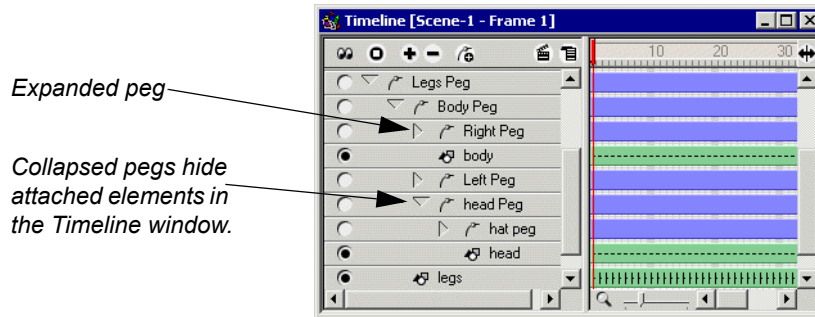 Timeline [Scene-1 - Frame 1]
10 20 30
Expanded peg
Collapsed pegs hide
attached elements in
the Timeline window.
Legs Peg
Body Peg
Right Peg
body
Left Peg
head Peg
hat peg
head
legs